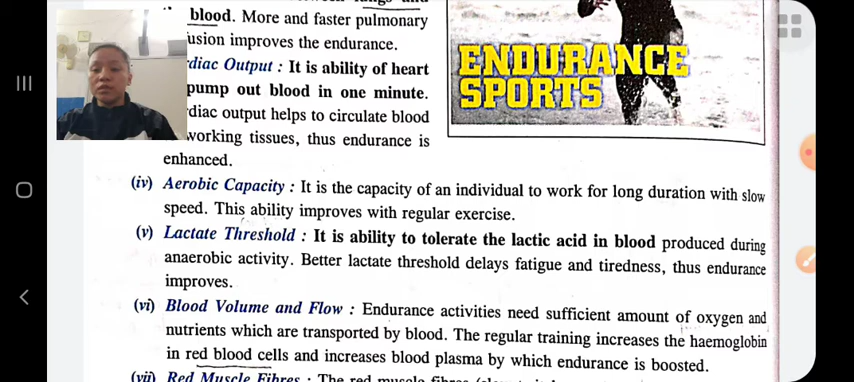 blood. More and faster pulmonary
usion improves the endurance.
diac Output : It is ability of heart
pump out blood in one minute.
diac output helps to circulate blood
working tissues, thus endurance is
enhanced.
ENDURANCE
SPORTS
(iv) Aerobic Capacity : It is the capacity of an individual to work for long duration with slow
speed. This ability improves with regular exercise.
(v) Lactate Threshold : It is ability to tolerate the lactic acid in blood produced during
anaerobic activity. Better lactate threshold delays fatigue and tiredness, thus endurance
improves.
(vi) Blood Volume and Flow : Endurance activities need sufficient amount of oxygen and
nutrients which are transported by blood. The regular training increases the haemoglobin
in red blood cells and increases blood plasma by which endurance is boosted.
(vii) Red Muscle Fibres : The red muscle fibres